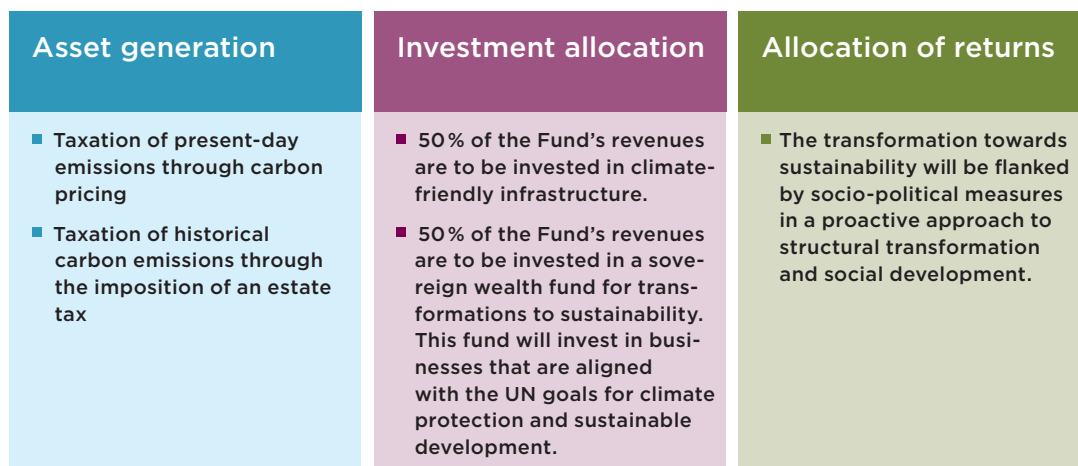 Asset generation
Taxation of present-day
emissions through carbon
pricing
Taxation of historical
carbon emissions through
the imposition of an estate
tax
Investment allocation
50 % of the Fund's revenues
are to be invested in climate-
friendly infrastructure.
50 % of the Fund's revenues
are to be invested in a sove-
reign wealth fund for trans-
formations to sustainability.
This fund will invest in busi-
nesses that are aligned
with the UN goals for climate
protection and sustainable
development.
Allocation of returns
The transformation towards
sustainability will be flanked
by socio-political measures
in a proactive approach to
structural transformation
and social development.